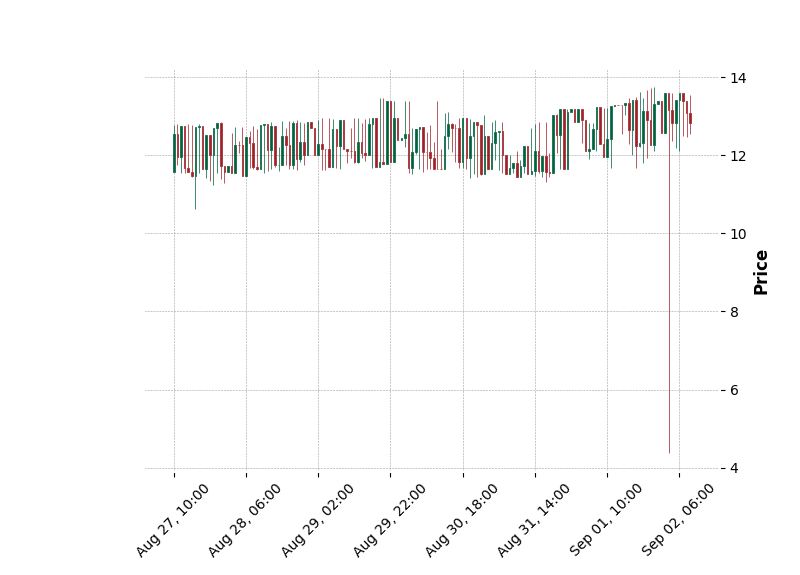 14
12
10
8
6
4
Price
Aug 27, 10:00
Aug 28, 06:00
Aug 29, 02:00
Aug 29, 22:00
Aug 30, 18:00
Aug 31, 14:00
Sep 01, 10:00
Sep 02, 06:00